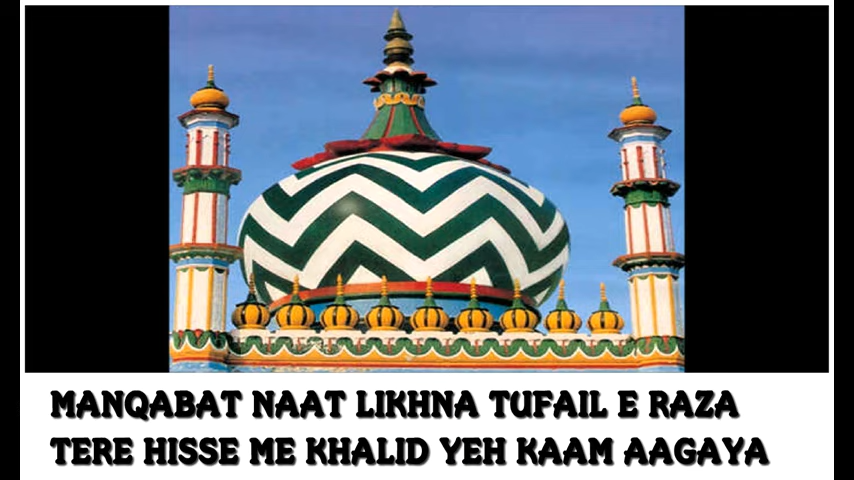 MANQABAT NAAT LIKHNA TUFAIL E RAZA
TERE HISSE ME KHALID YEH KAAM AAGAYA